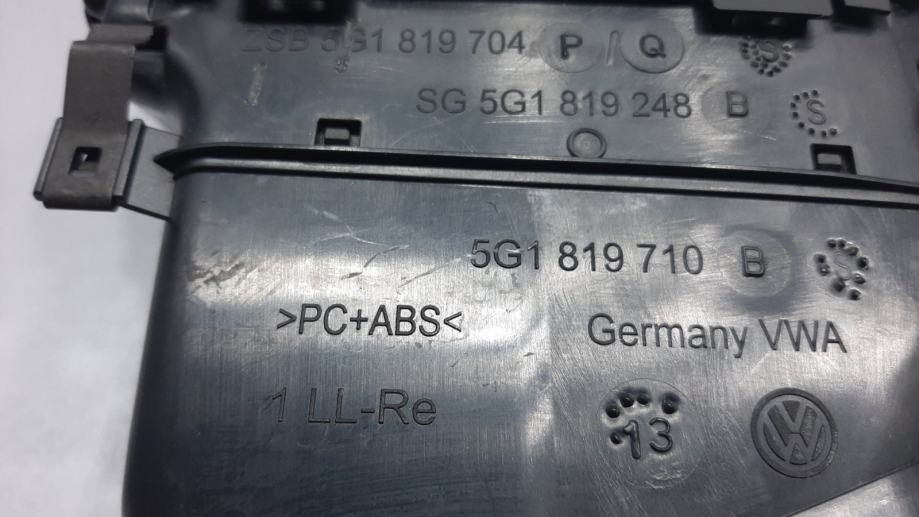 ZSB 5G1 819 704 P / Q S
SG 5G1 819 248 B S
5G1 819 710 B S
>PC+ABS<
Germany VWA
1 LL-Re
13
VW